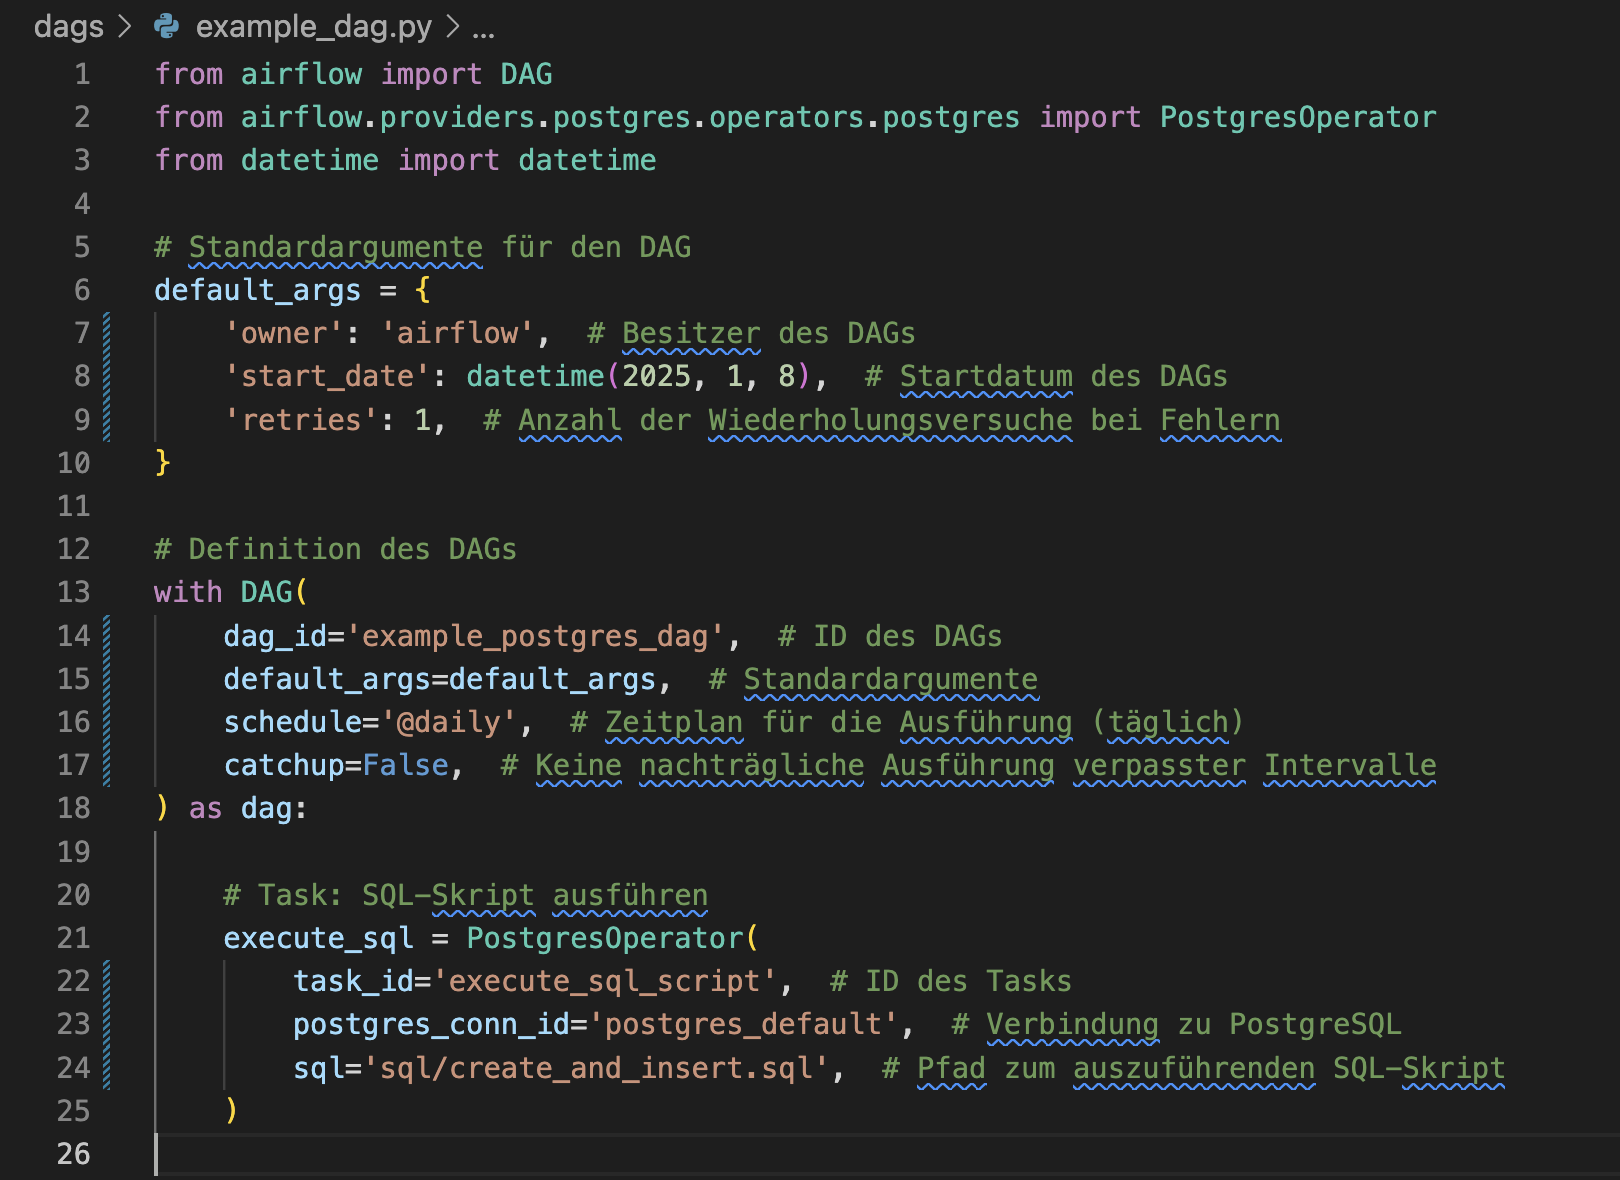 dags > example_dag.py > ...
1 from airflow import DAG
2 from airflow.providers.postgres.operators.postgres import PostgresOperator
3 from datetime import datetime
4
5 # Standardargumente für den DAG
6 default_args = {
7     'owner': 'airflow',  # Besitzer des DAGs
8     'start_date': datetime(2025, 1, 8),  # Startdatum des DAGs
9     'retries': 1,  # Anzahl der Wiederholungsversuche bei Fehlern
10 }
11
12 # Definition des DAGs
13 with DAG(
14     dag_id='example_postgres_dag',  # ID des DAGs
15     default_args=default_args,  # Standardargumente
16     schedule='@daily',  # Zeitplan für die Ausführung (täglich)
17     catchup=False,  # Keine nachträgliche Ausführung verpasster Intervalle
18 ) as dag:
19
20     # Task: SQL-Skript ausführen
21     execute_sql = PostgresOperator(
22         task_id='execute_sql_script',  # ID des Tasks
23         postgres_conn_id='postgres_default',  # Verbindung zu PostgreSQL
24         sql='sql/create_and_insert.sql',  # Pfad zum auszuführenden SQL-Skript
25     )
26